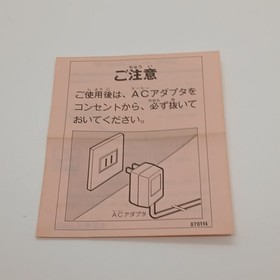 ご注意
ご使用後は、ACアダプタを
コンセントから、必ず抜いて
おいてください。
ACアダプタ
870114